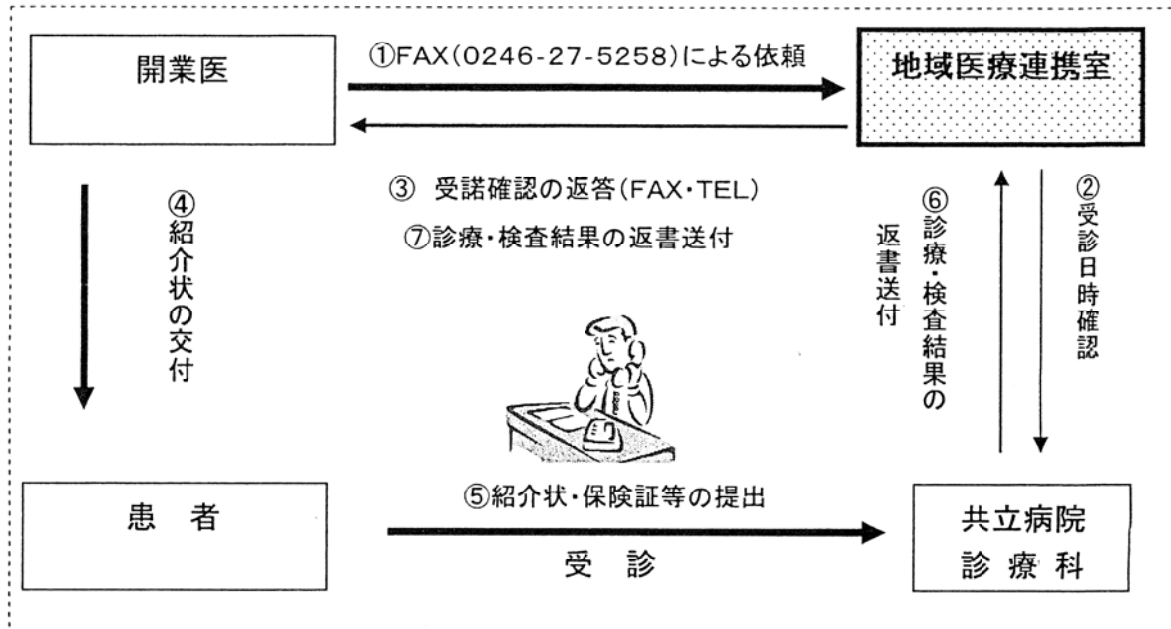 開業医
①FAX(0246-27-5258)による依頼
地域医療連携室
③ 受諾確認の返答(FAX・TEL)
⑦診療・検査結果の返書送付
④紹介状の交付
⑥診療・検査結果の
返書送付
②受診日時確認
⑤紹介状・保険証等の提出
患 者
受 診
共立病院
診 療 科